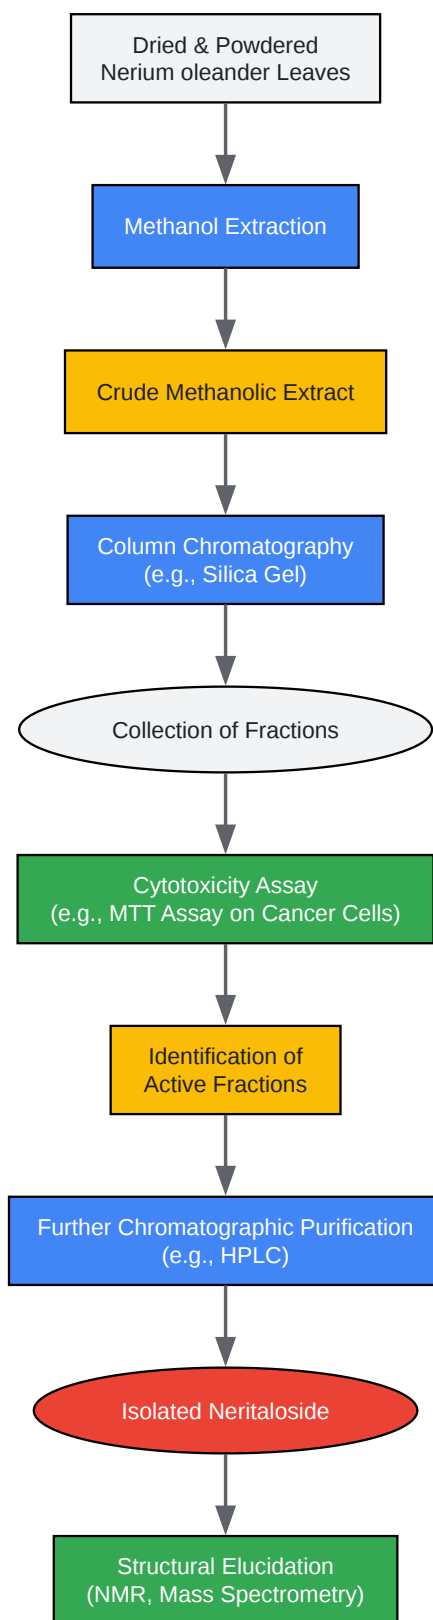 Dried & Powdered
Nerium oleander Leaves
Methanol Extraction
Crude Methanolic Extract
Column Chromatography
(e.g., Silica Gel)
Collection of Fractions
Cytotoxicity Assay
(e.g., MTT Assay on Cancer Cells)
Identification of
Active Fractions
Further Chromatographic Purification
(e.g., HPLC)
Isolated Neritaloside
Structural Elucidation
(NMR, Mass Spectrometry)